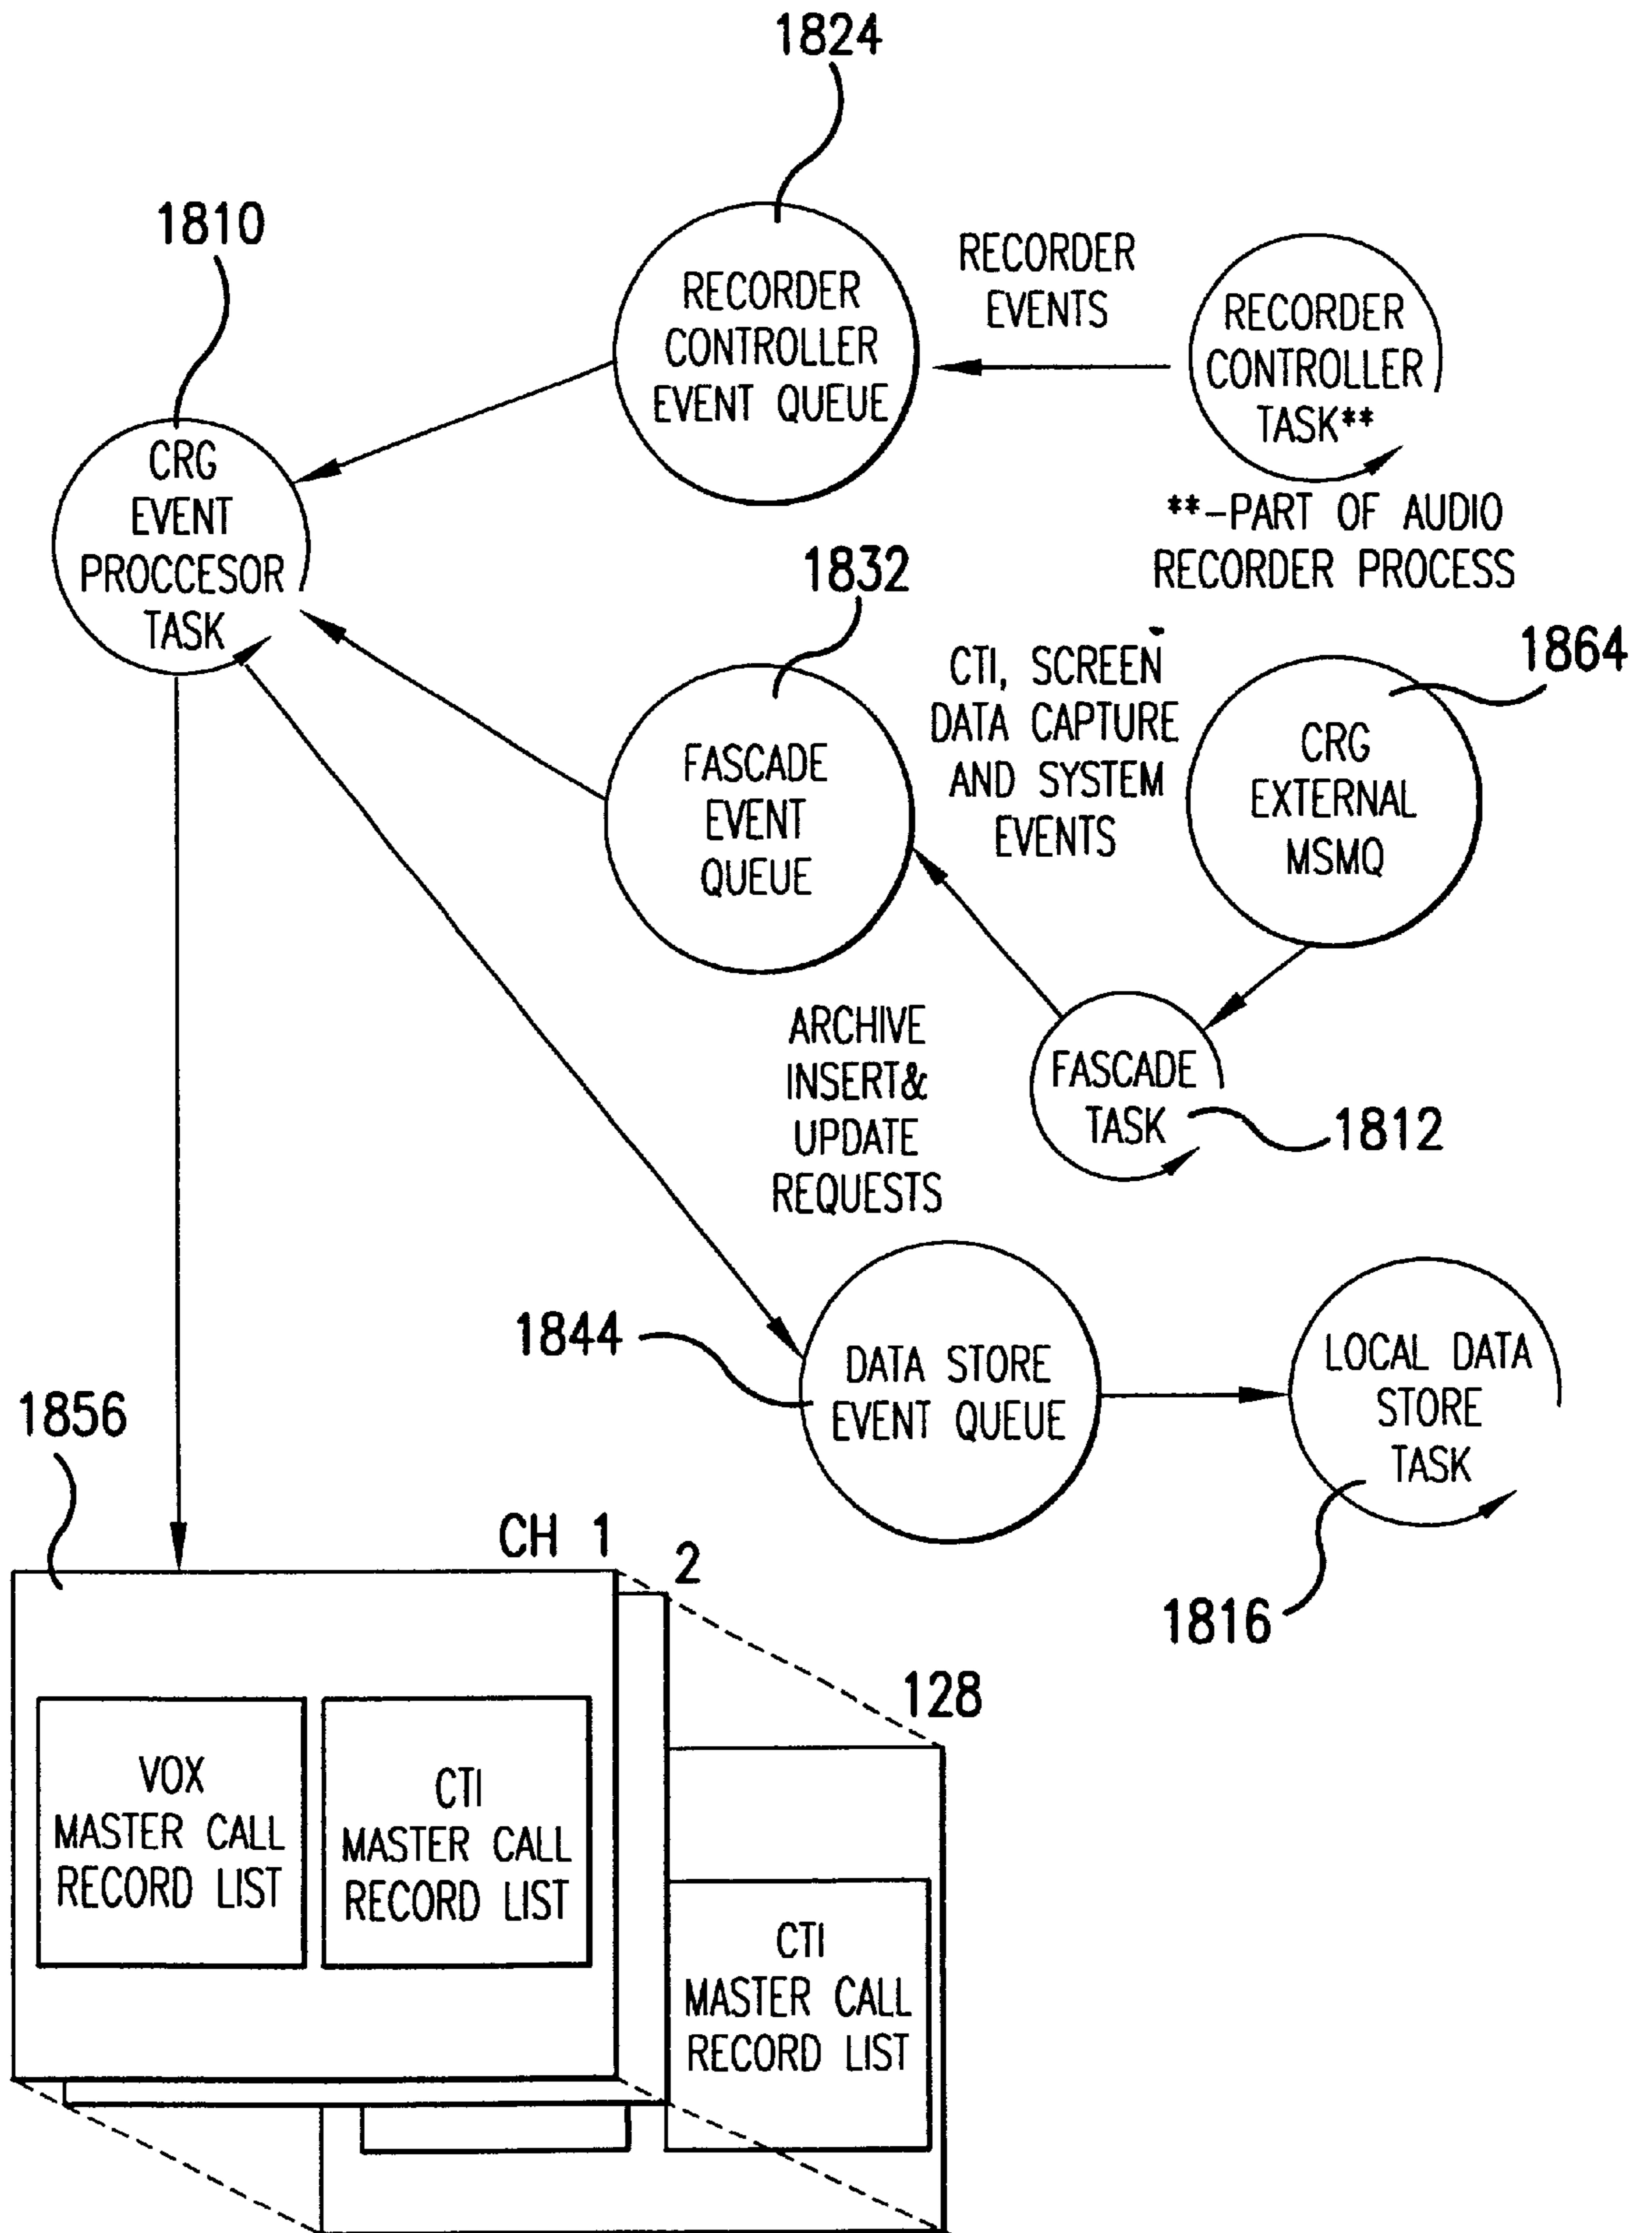 1824
1810
RECORDER
CONTROLLER
EVENT QUEUE
RECORDER
EVENTS
RECORDER
CONTROLLER
TASK**
**-PART OF AUDIO
RECORDER PROCESS
CRG
EVENT
PROCCESOR
TASK
1832
FASCADE
EVENT
QUEUE
CTI, SCREEN
DATA CAPTURE
AND SYSTEM
EVENTS
1864
CRG
EXTERNAL
MSMQ
FASCADE
TASK
1812
ARCHIVE
INSERT&
UPDATE
REQUESTS
1844
DATA STORE
EVENT QUEUE
LOCAL DATA
STORE
TASK
1816
1856
CH 1
2
128
VOX
MASTER CALL
RECORD LIST
CTI
MASTER CALL
RECORD LIST
CTI
MASTER CALL
RECORD LIST